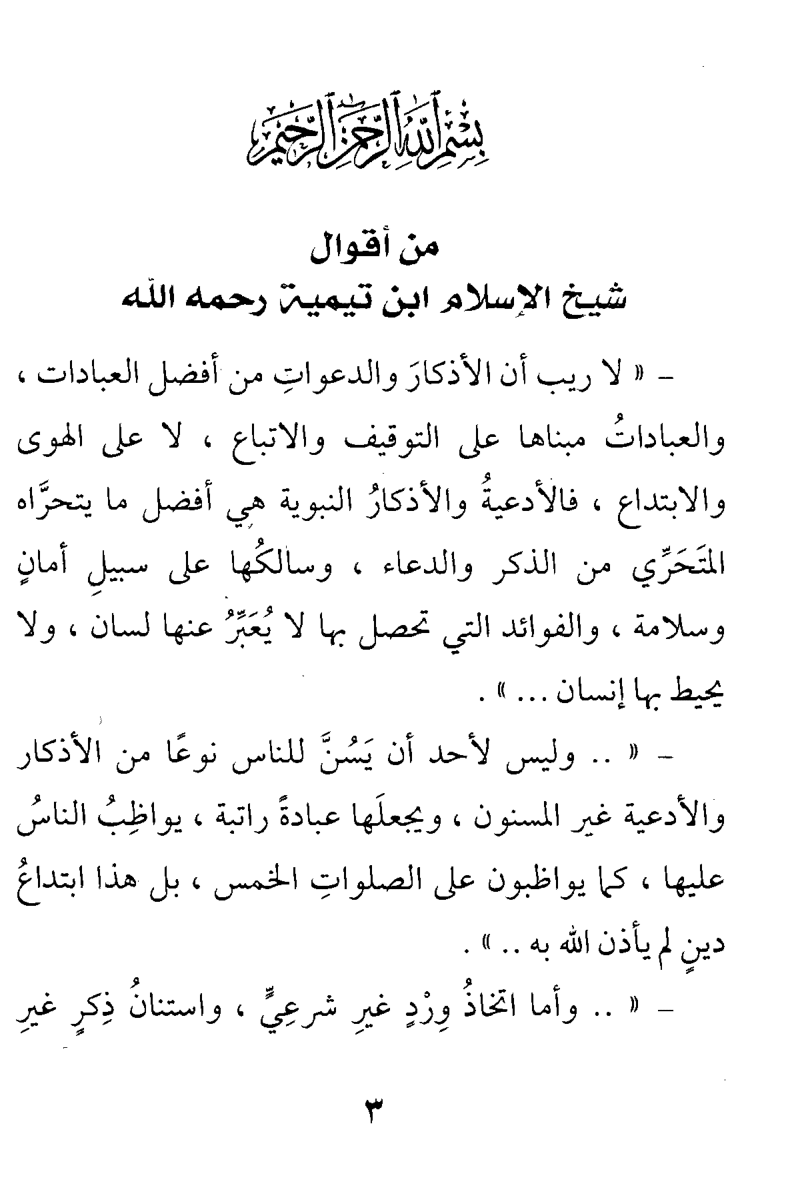 بِسْمِ اللَّهِ الرَّحْمَٰنِ الرَّحِيمِ
من أقوال
شيخ الإسلام ابن تيمية رحمه الله
– « لا ريب أن الأذكارَ والدعواتِ من أفضل العبادات ،
والعباداتُ مبناها على التوقيف والاتباع ، لا على الهوى
والابتداع ، فالأدعيةُ والأذكارُ النبوية هي أفضل ما يتحرَّاه
المتَحَرِّي من الذكر والدعاء ، وسالكُها على سبيلِ أمانٍ
وسلامة ، والفوائد التي تحصل بها لا يُعَبِّرُ عنها لسان ، ولا
يحيط بها إنسان ... » .
– « .. وليس لأحد أن يَسُنَّ للناس نوعًا من الأذكار
والأدعية غير المسنون ، ويجعلَها عبادةً راتبة ، يواظِبُ الناسُ
عليها ، كما يواظبون على الصلواتِ الخمس ، بل هذا ابتداعُ
دينٍ لم يأذن الله به .. » .
– « .. وأما اتخاذُ وِرْدٍ غيرِ شرعِيٍّ ، واستنانُ ذِكرٍ غيرِ
٣